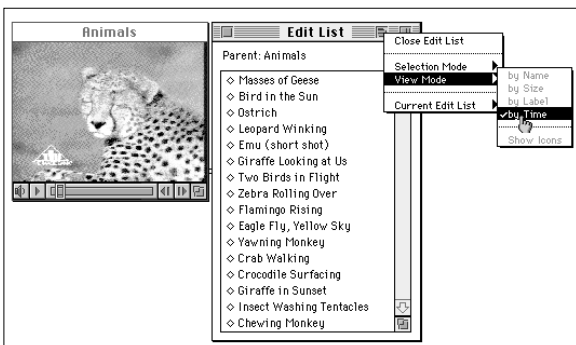 Animals
Edit List
Parent: Animals
Masses of Geese
Bird in the Sun
Ostrich
Leopard Winking
Emu (short shot)
Giraffe Looking at Us
Two Birds in Flight
Zebra Rolling Over
Flamingo Rising
Eagle Fly, Yellow Sky
Yawning Monkey
Crab Walking
Crocodile Surfacing
Giraffe in Sunset
Insect Washing Tentacles
Chewing Monkey
Close Edit List
Selection Mode
View Mode
Current Edit List
by Name
by Size
by Label
by Time
Show Icons